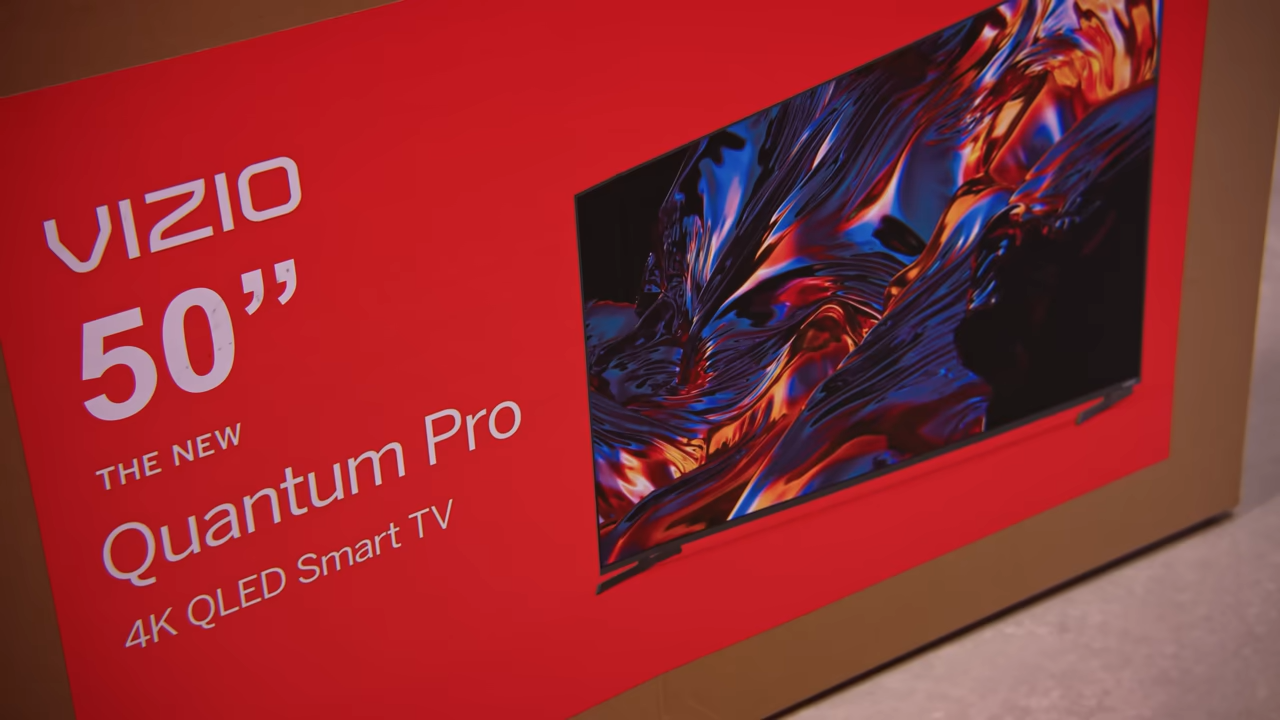 VIZIO
50”
THE NEW
Quantum Pro
4K QLED Smart TV